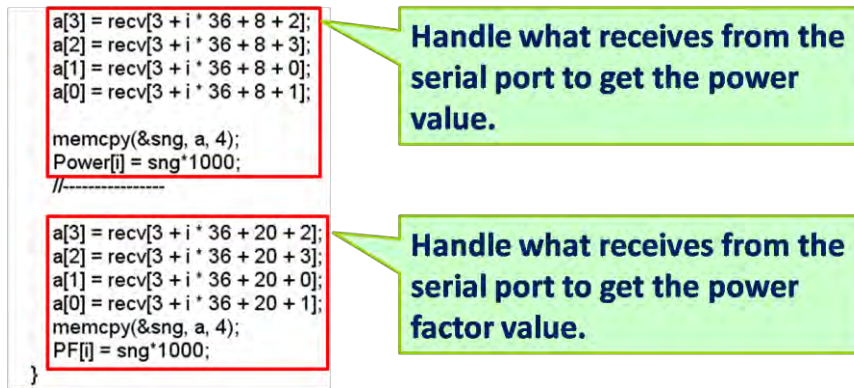 a[3] = recv[3 + i * 36 + 8 + 2];
a[2] = recv[3 + i * 36 + 8 + 3];
a[1] = recv[3 + i * 36 + 8 + 0];
a[0] = recv[3 + i * 36 + 8 + 1];
memcpy(&sng, a, 4);
Power[i] = sng*1000;
//----------------
Handle what receives from the
serial port to get the power
value.
a[3] = recv[3 + i * 36 + 20 + 2];
a[2] = recv[3 + i * 36 + 20 + 3];
a[1] = recv[3 + i * 36 + 20 + 0];
a[0] = recv[3 + i * 36 + 20 + 1];
memcpy(&sng, a, 4);
PF[i] = sng*1000;
}
Handle what receives from the
serial port to get the power
factor value.